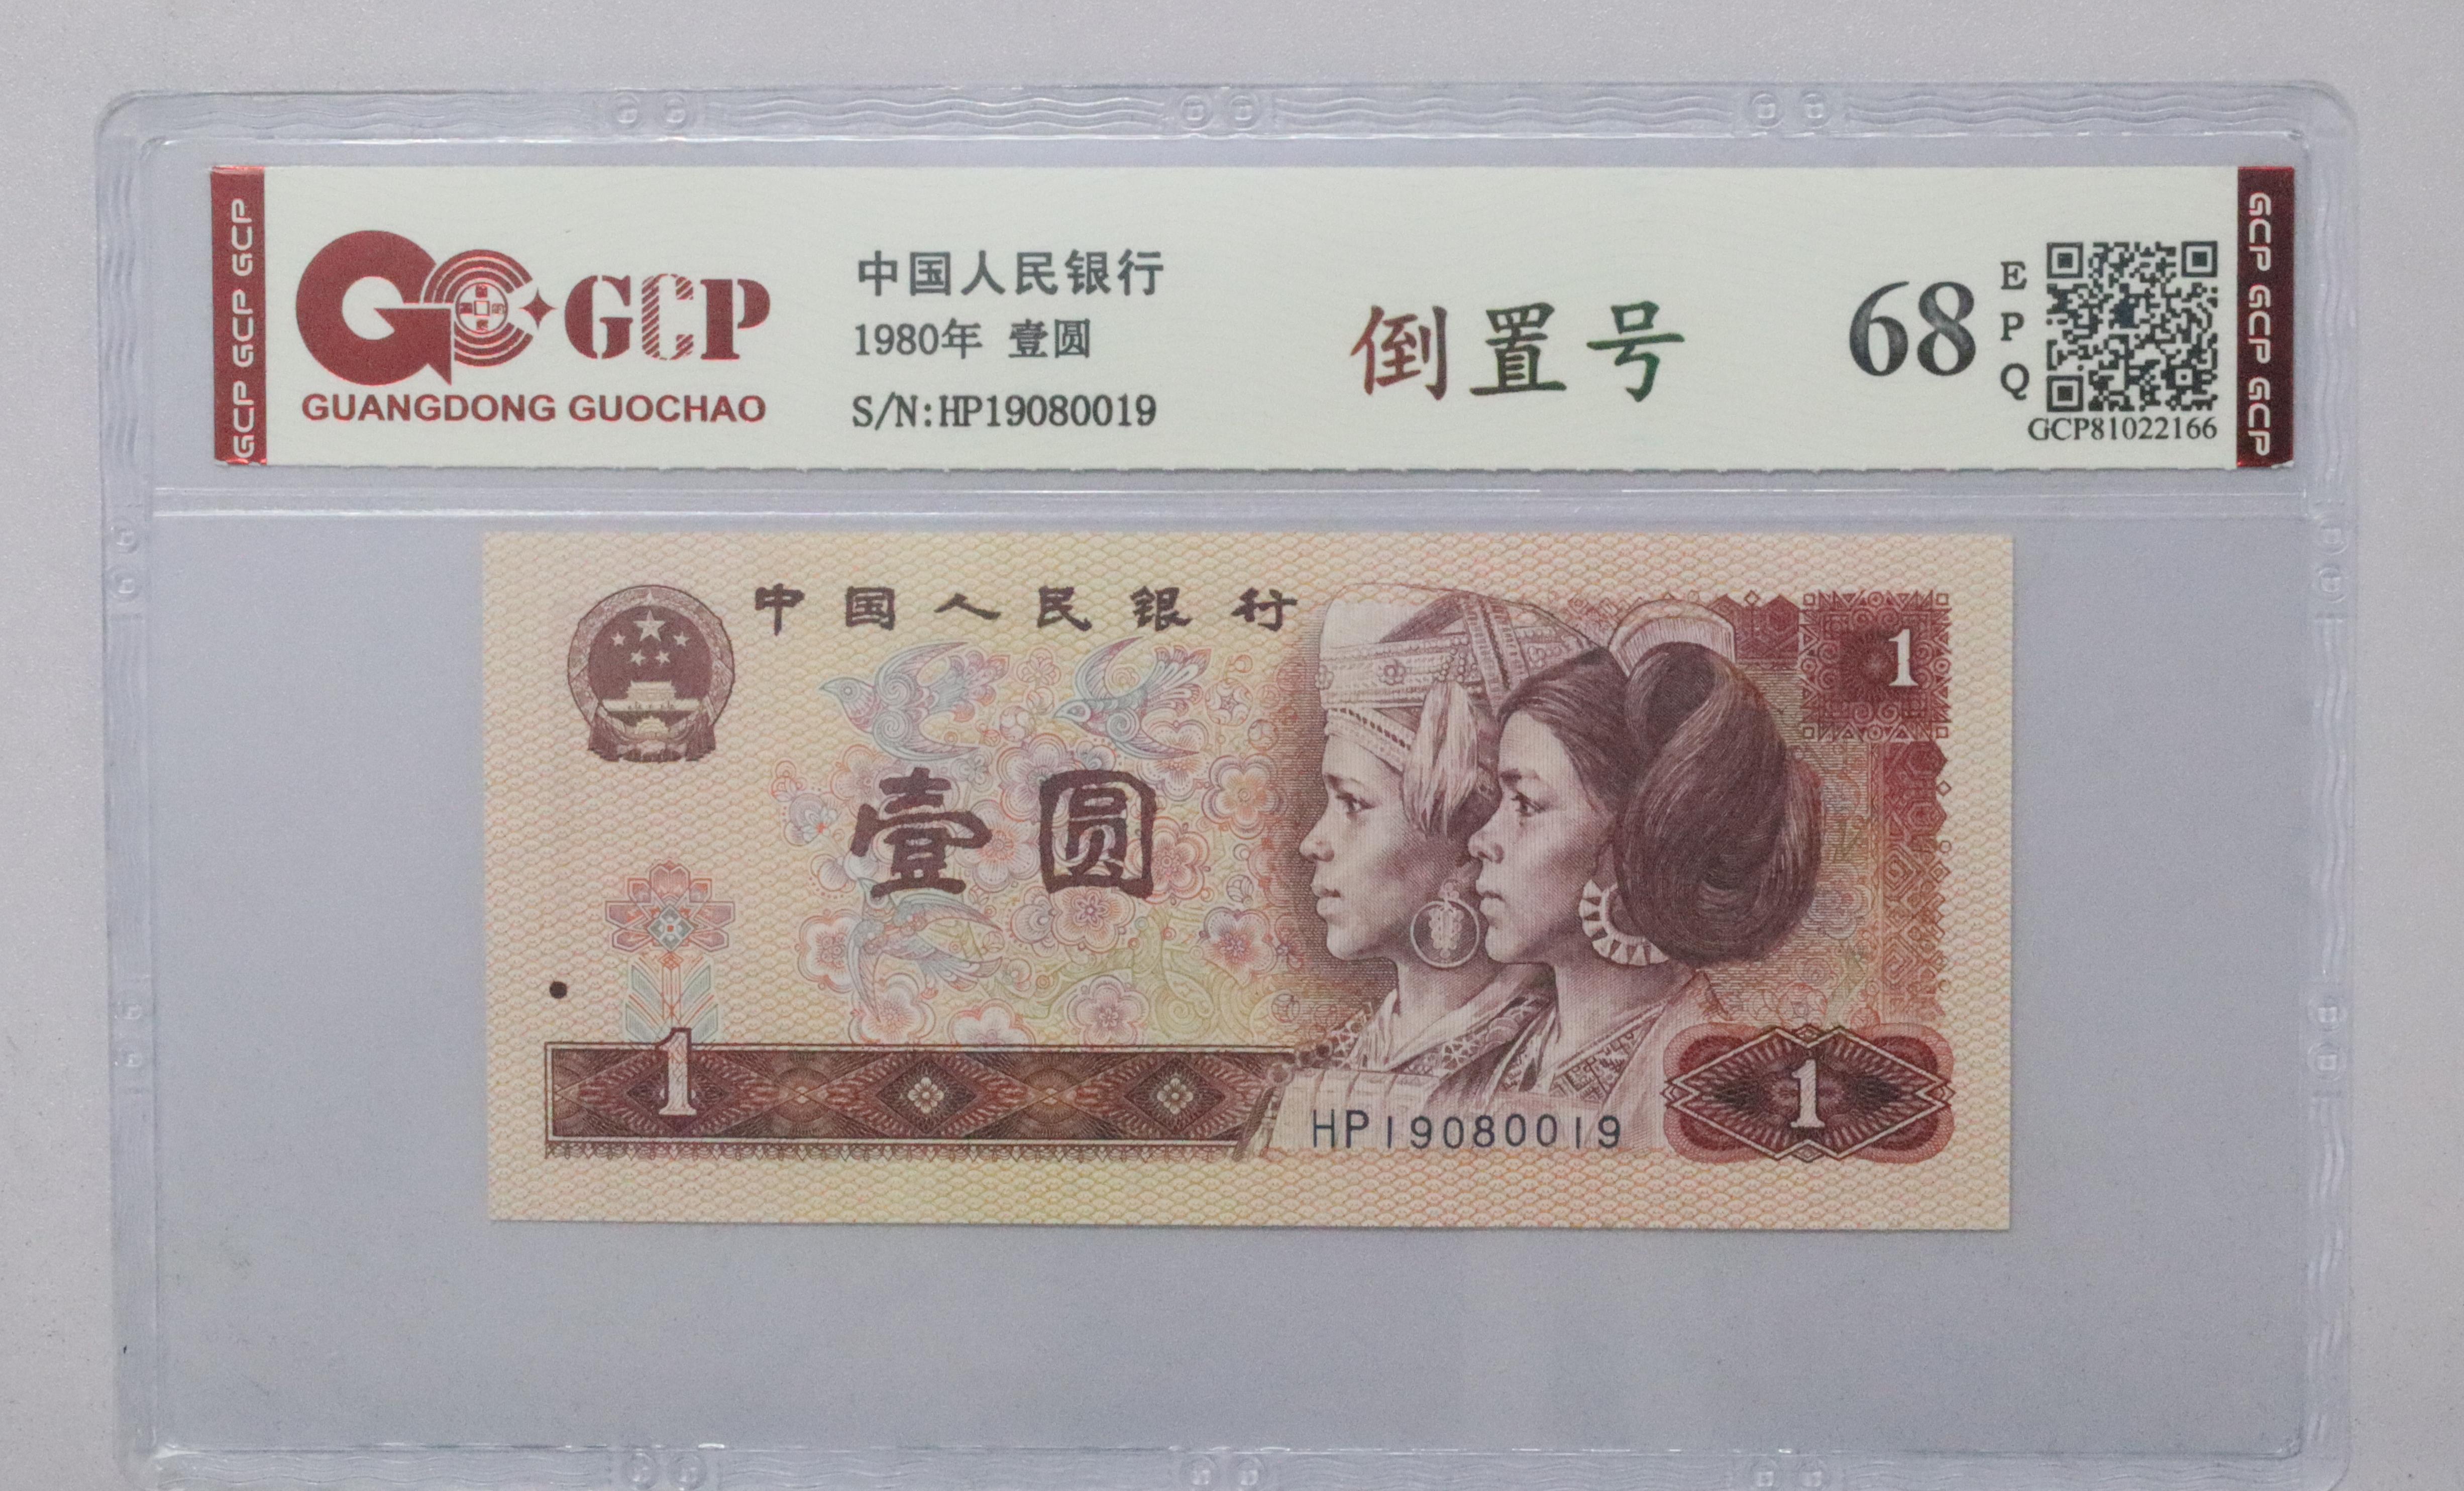 GCP GCP GCP
GCP
GUANGDONG GUOCHAO
中国人民银行
1980年 壹圆
S/N:HP19080019
倒置号
68
EPQ
GCP81022166
GCP GCP GCP
中国人民银行
1
壹圆
1
1
HP19080019